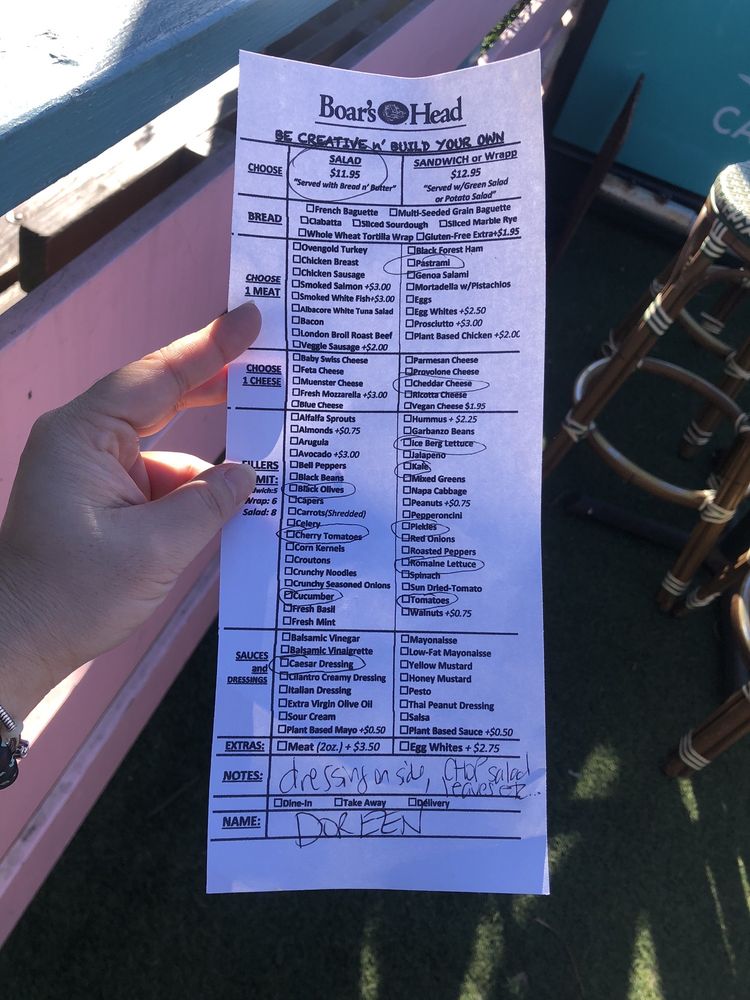 Boar's Head
BE CREATIVE n' BUILD YOUR OWN
CHOOSE
SALAD
$11.95
"Served with Bread n' Butter"
SANDWICH or Wrapp
$12.95
"Served w/Green Salad
or Potato Salad"
BREAD
☐French Baguette ☐Multi-Seeded Grain Baguette
☐Ciabatta ☐Sliced Sourdough ☐Sliced Marble Rye
☐Whole Wheat Tortilla Wrap ☐Gluten-Free Extra+$1.95
CHOOSE
1 MEAT
☐Ovengold Turkey
☐Chicken Breast
☐Chicken Sausage
☐Smoked Salmon +$3.00
☐Smoked White Fish+$3.00
☐Albacore White Tuna Salad
☐Bacon
☐London Broil Roast Beef
☐Veggie Sausage +$2.00
☐Black Forest Ham
☐Pastrami
☐Genoa Salami
☐Mortadella w/Pistachios
☐Eggs
☐Egg Whites +$2.50
☐Prosciutto +$3.00
☐Plant Based Chicken +$2.00
CHOOSE
1 CHEESE
☐Baby Swiss Cheese
☐Feta Cheese
☐Muenster Cheese
☐Fresh Mozzarella +$3.00
☐Blue Cheese
☐Parmesan Cheese
☐Provolone Cheese
☐Cheddar Cheese
☐Ricotta Cheese
☐Vegan Cheese $1.95
FILLERS
IMIT:
dwich:5
Wrap: 6
Salad: 8
☐Alfalfa Sprouts
☐Almonds +$0.75
☐Arugula
☐Avocado +$3.00
☐Bell Peppers
☐Black Beans
☐Black Olives
☐Capers
☐Carrots(Shredded)
☐Celery
☐Cherry Tomatoes
☐Corn Kernels
☐Croutons
☐Crunchy Noodles
☐Crunchy Seasoned Onions
☐Cucumber
☐Fresh Basil
☐Fresh Mint
☐Hummus + $2.25
☐Garbanzo Beans
☐Ice Berg Lettuce
☐Jalapeno
☐Kale
☐Mixed Greens
☐Napa Cabbage
☐Peanuts +$0.75
☐Pepperoncini
☐Pickles
☐Red Onions
☐Roasted Peppers
☐Romaine Lettuce
☐Spinach
☐Sun Dried-Tomato
☐Tomatoes
☐Walnuts +$0.75
SAUCES
and
DRESSINGS
☐Balsamic Vinegar
☐Balsamic Vinaigrette
☐Caesar Dressing
☐Cilantro Creamy Dressing
☐Italian Dressing
☐Extra Virgin Olive Oil
☐Sour Cream
☐Plant Based Mayo +$0.50
☐Mayonaisse
☐Low-Fat Mayonaisse
☐Yellow Mustard
☐Honey Mustard
☐Pesto
☐Thai Peanut Dressing
☐Salsa
☐Plant Based Sauce +$0.50
EXTRAS: ☐Meat (2oz.) + $3.50 ☐Egg Whites + $2.75
NOTES: dressing on side, CHOP salad
leaves etc...
☐Dine-In ☐Take Away ☐Delivery
NAME: DOREEN
CA